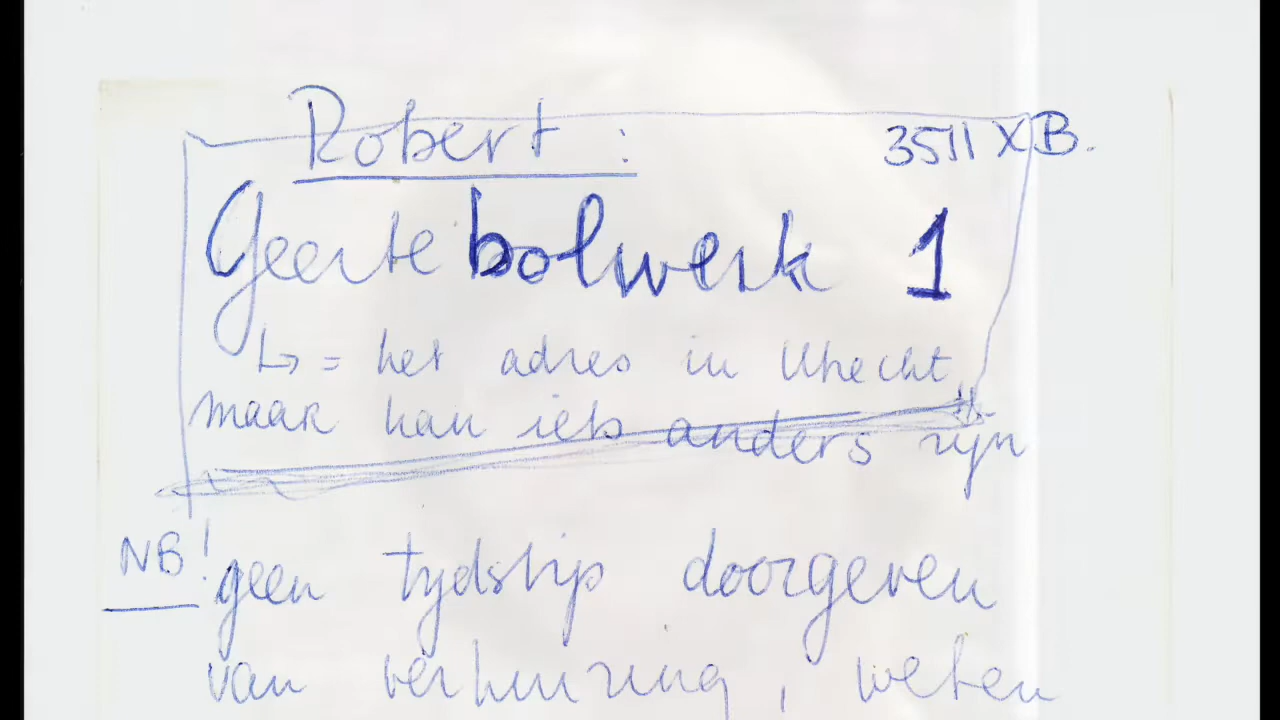 Robert : 3511 XB.
Geertebolwerk 1
↳ = het adres in Utrecht,
maar kan iets anders zijn
NB! geen tijdstip doorgeven
van verhuizing, weten